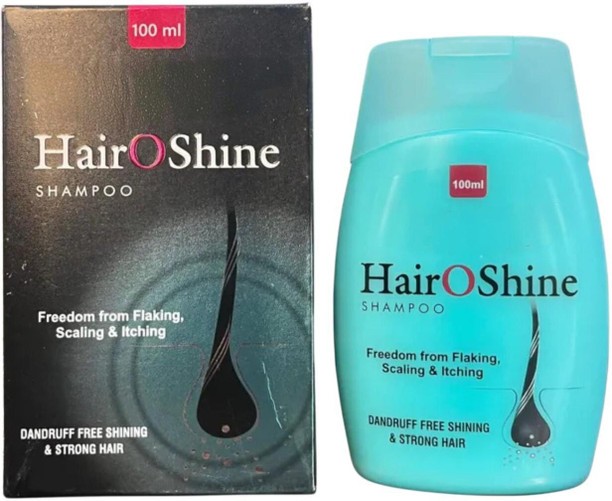 100 ml
HairOShine
SHAMPOO
Freedom from Flaking,
Scaling & Itching
DANDRUFF FREE SHINING
& STRONG HAIR
100ml
HairOShine
SHAMPOO
Freedom from Flaking,
Scaling & Itching
DANDRUFF FREE SHINING
& STRONG HAIR